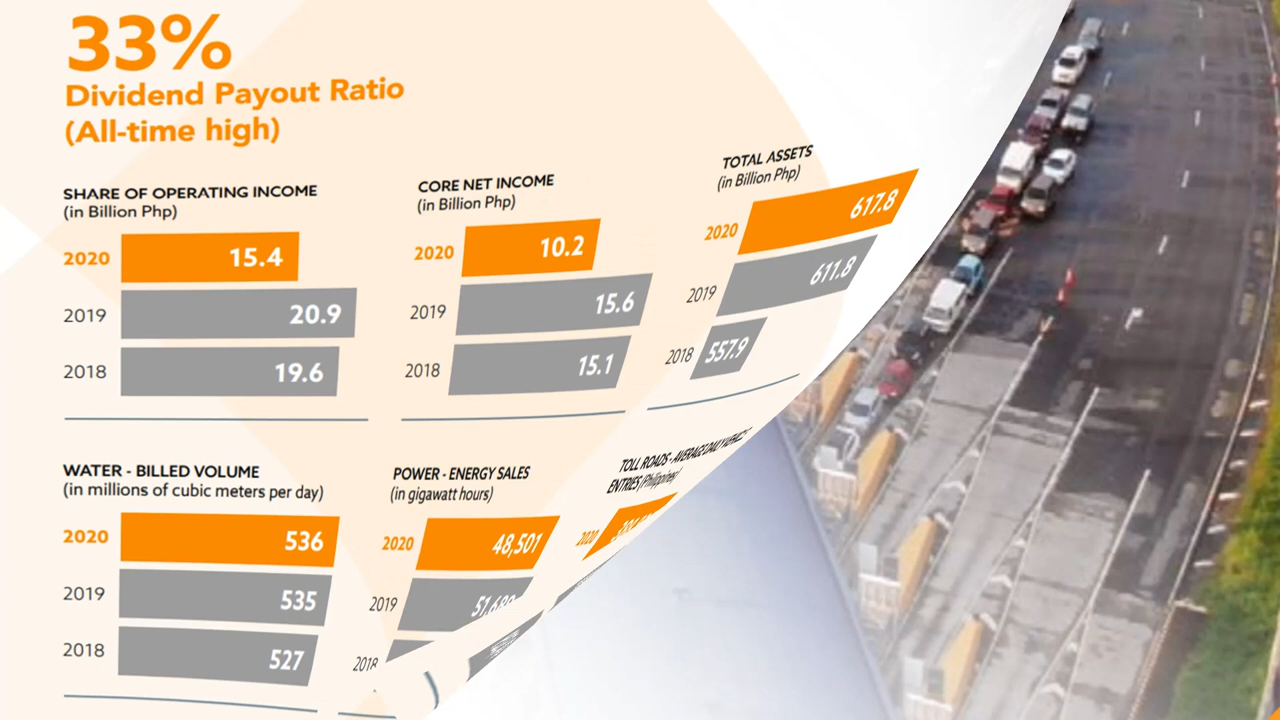 33%
Dividend Payout Ratio
(All-time high)
SHARE OF OPERATING INCOME
(in Billion Php)
2020 15.4
2019 20.9
2018 19.6
CORE NET INCOME
(in Billion Php)
2020 10.2
2019 15.6
2018 15.1
TOTAL ASSETS
(in Billion Php)
2020 617.8
2019 611.8
2018 557.9
WATER - BILLED VOLUME
(in millions of cubic meters per day)
2020 536
2019 535
2018 527
POWER - ENERGY SALES
(in gigawatt hours)
2020 48,501
2019
2018
TOLL ROADS - AVERAGE DAILY VEHICLE
ENTRIES (Philippines)
2020